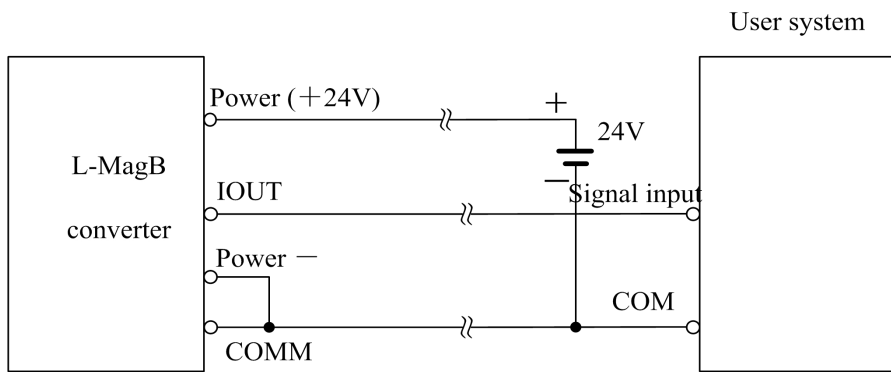 User system
Power (＋24V)
+
24V
L-MagB
converter
IOUT
−
Signal input
Power －
COM
COMM